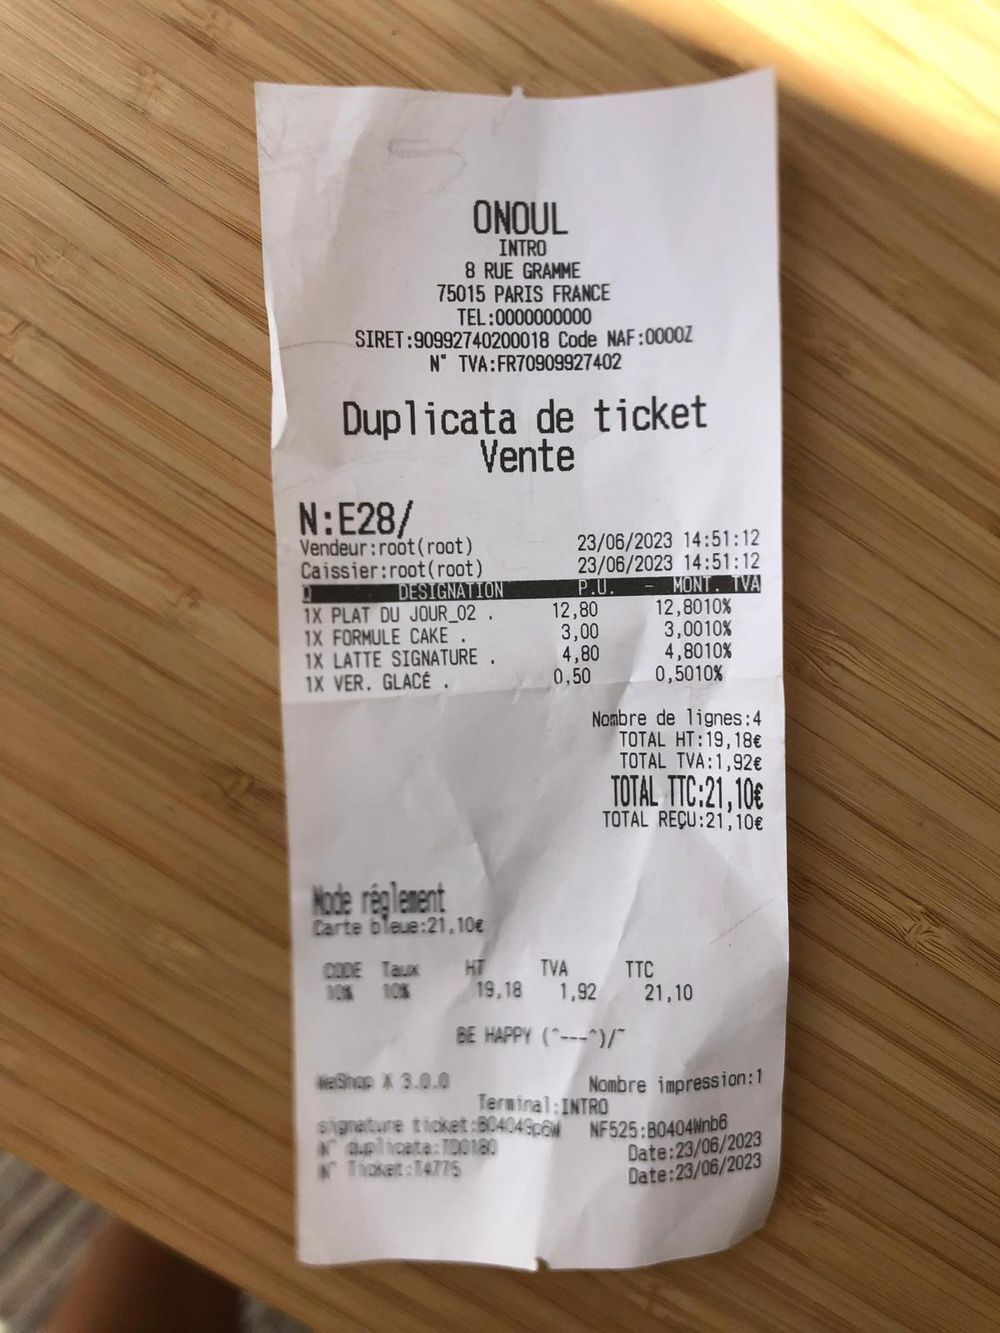 ONOUL
INTRO
8 RUE GRAMME
75015 PARIS FRANCE
TEL:0000000000
SIRET:90992740200018 Code NAF:0000Z
N° TVA:FR70909927402
Duplicata de ticket
Vente
N:E28/
Vendeur:root(root) 23/06/2023 14:51:12
Caissier:root(root) 23/06/2023 14:51:12
Q DESIGNATION P.U. - MONT. TVA
1X PLAT DU JOUR_02 . 12,80 12,8010%
1X FORMULE CAKE . 3,00 3,0010%
1X LATTE SIGNATURE . 4,80 4,8010%
1X VER. GLACÉ . 0,50 0,5010%
Nombre de lignes:4
TOTAL HT:19,18€
TOTAL TVA:1,92€
TOTAL TTC:21,10€
TOTAL REÇU:21,10€
Mode réglement
Carte bleue:21,10€
CODE Taux HT TVA TTC
10% 10% 19,18 1,92 21,10
BE HAPPY (^---^)/~
WeShop X 3.0.0 Nombre impression:1
Terminal:INTRO
signature ticket:B04049p6W NF525:B0404Wnb6
N° duplicata:TD0180 Date:23/06/2023
N° Ticket:T4775 Date:23/06/2023